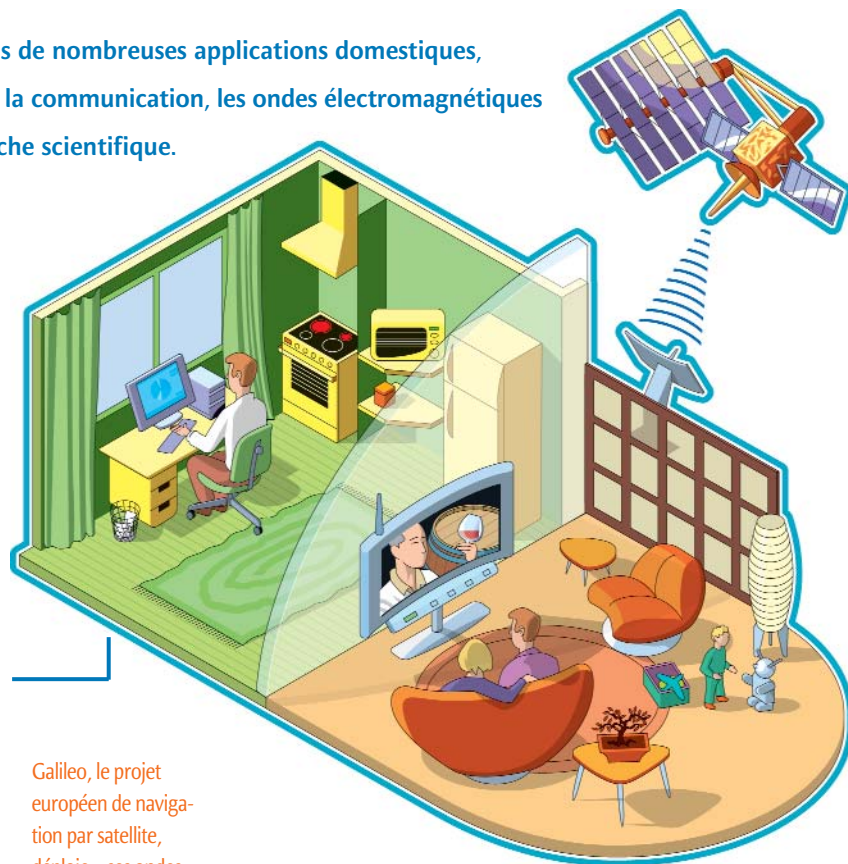 s de nombreuses applications domestiques,
la communication, les ondes électromagnétiques
che scientifique.
Galileo, le projet
européen de naviga-
tion par satellite,